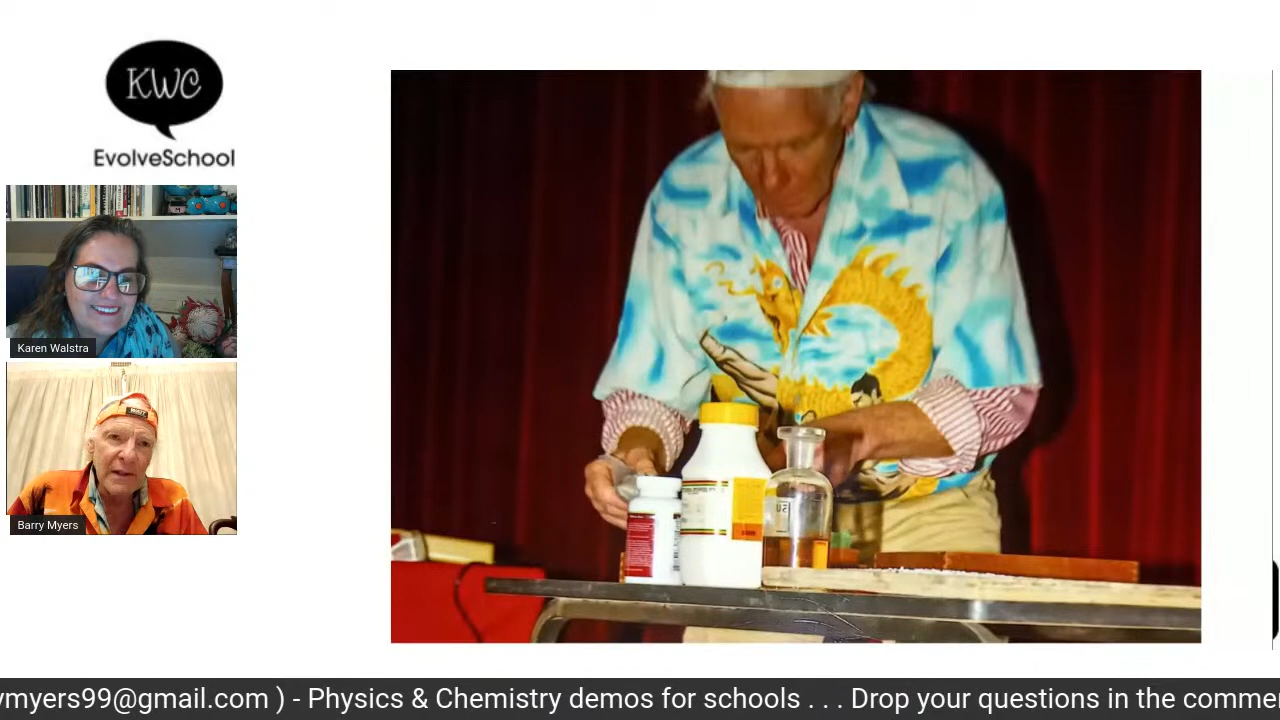 KWC
EvolveSchool
Karen Walstra
Barry Myers
ymyers99@gmail.com ) - Physics & Chemistry demos for schools . . . Drop your questions in the comme